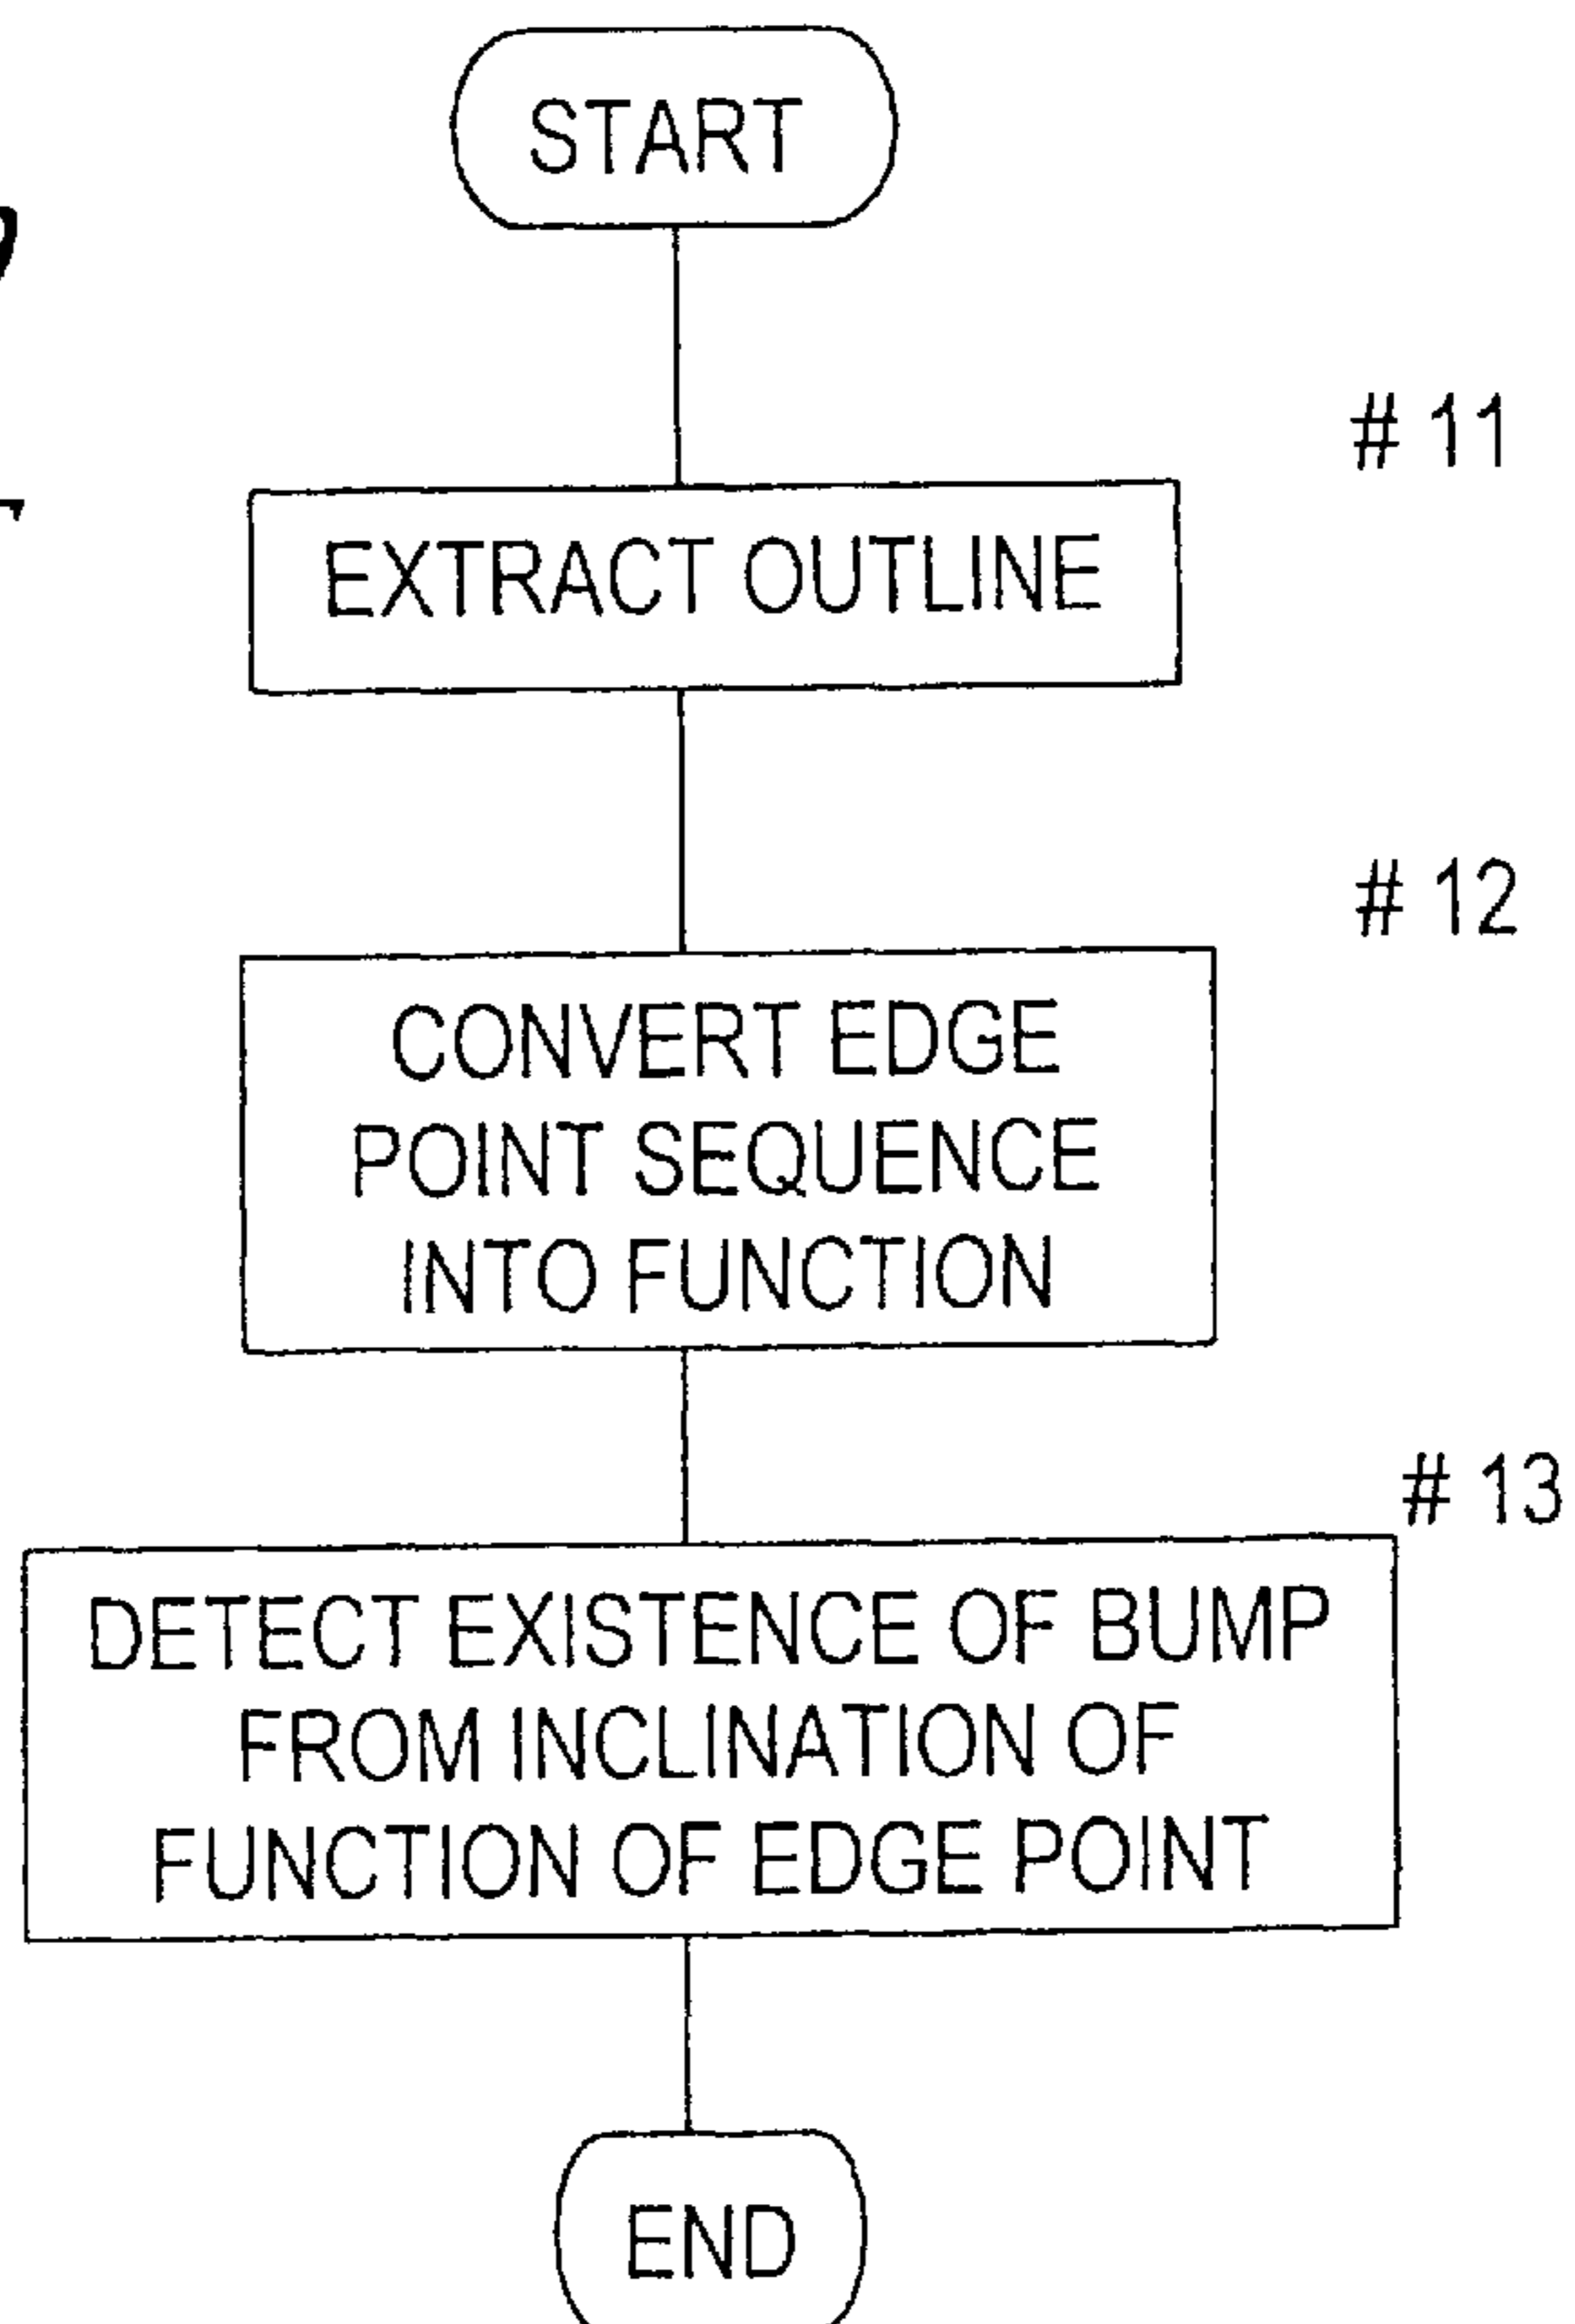 START
# 11
EXTRACT OUTLINE
# 12
CONVERT EDGE
POINT SEQUENCE
INTO FUNCTION
# 13
DETECT EXISTENCE OF BUMP
FROM INCLINATION OF
FUNCTION OF EDGE POINT
END